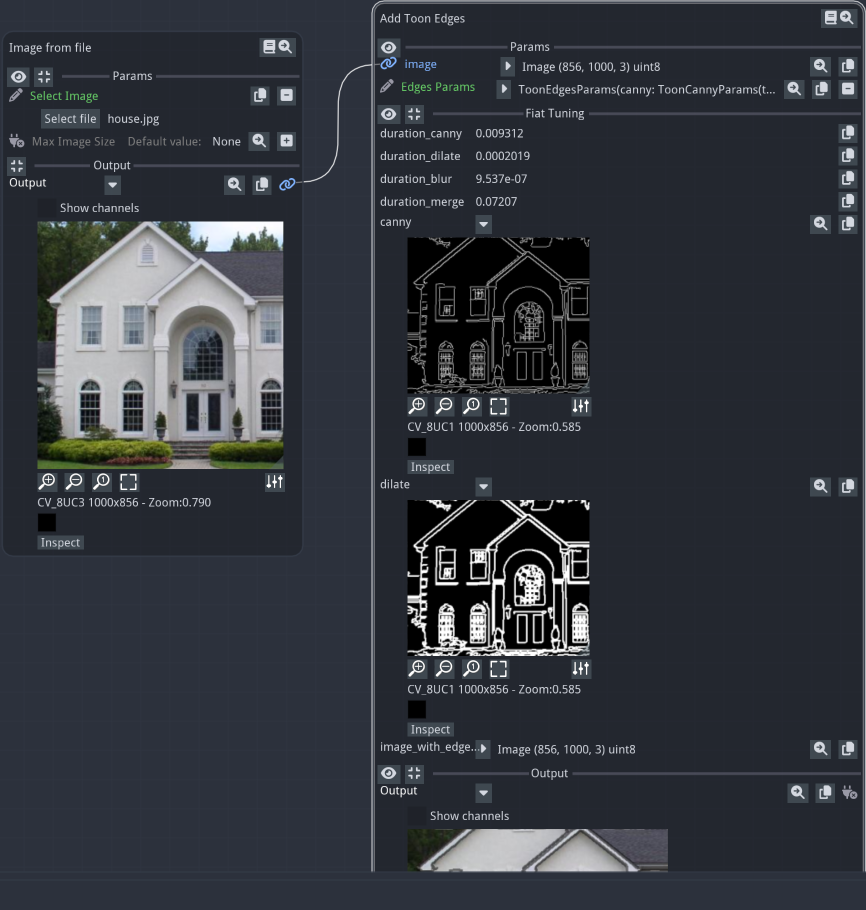 Image from file
Params
Select Image
Select file house.jpg
Max Image Size Default value: None
Output
Output
Show channels
CV_8UC3 1000x856 - Zoom:0.790
Inspect
Add Toon Edges
Params
image Image (856, 1000, 3) uint8
Edges Params ToonEdgesParams(canny: ToonCannyParams(t...
Fiat Tuning
duration_canny 0.009312
duration_dilate 0.0002019
duration_blur 9.537e-07
duration_merge 0.07207
canny
CV_8UC1 1000x856 - Zoom:0.585
Inspect
dilate
CV_8UC1 1000x856 - Zoom:0.585
Inspect
image_with_edge... Image (856, 1000, 3) uint8
Output
Output
Show channels